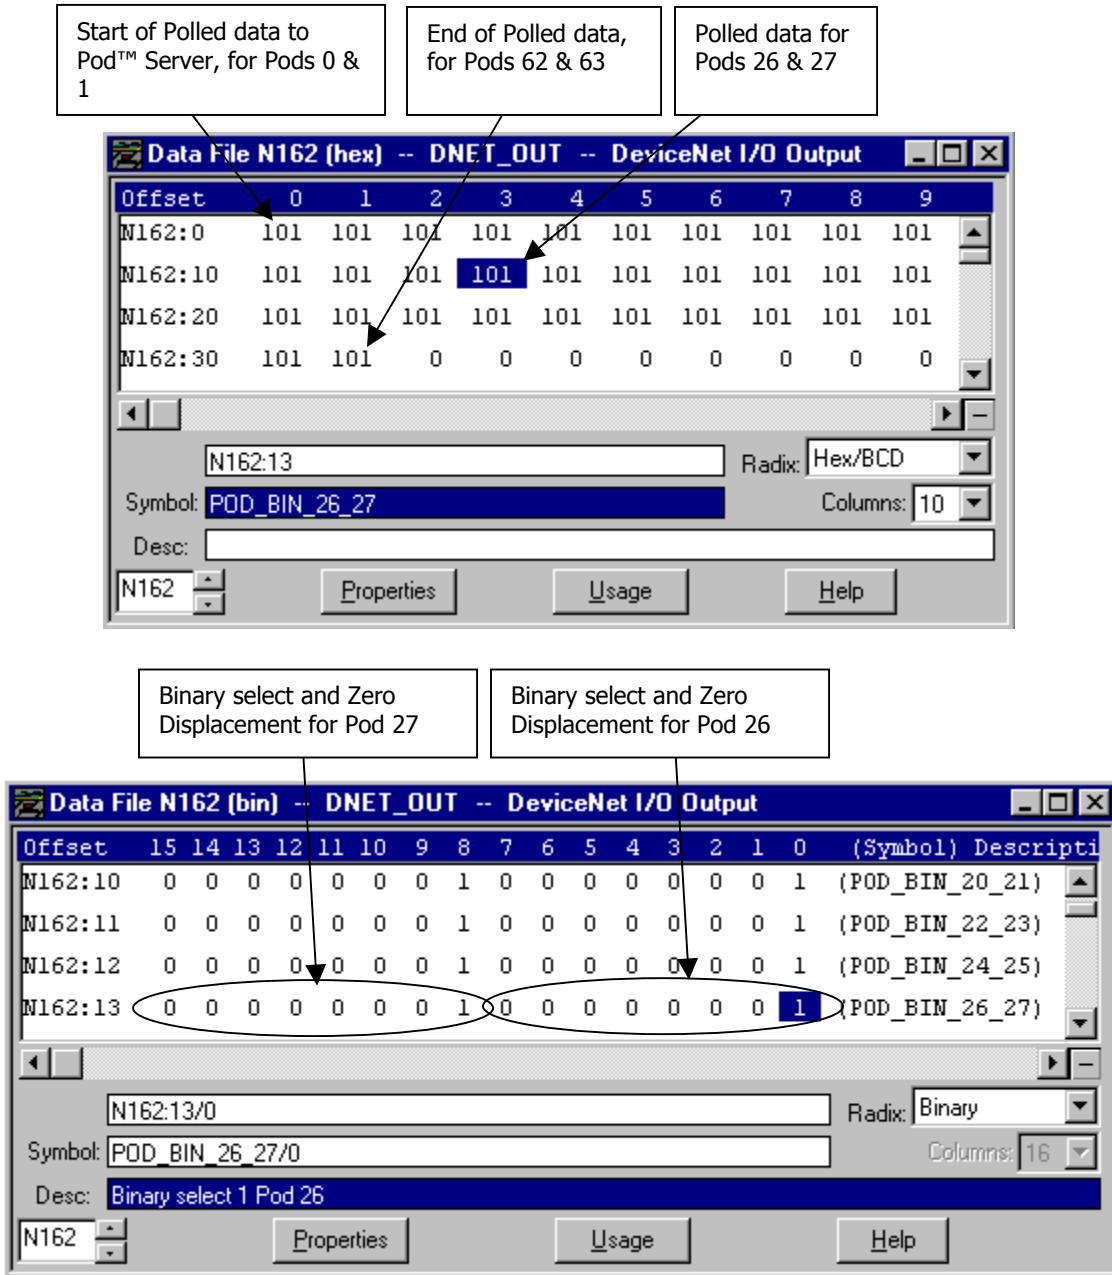 Start of Polled data to
Pod™ Server, for Pods 0 &
1
End of Polled data,
for Pods 62 & 63
Polled data for
Pods 26 & 27
Data File N162 (hex) -- DNET_OUT -- DeviceNet I/O Output
Offset 0 1 2 3 4 5 6 7 8 9
N162:0 101 101 101 101 101 101 101 101 101 101
N162:10 101 101 101 101 101 101 101 101 101 101
N162:20 101 101 101 101 101 101 101 101 101 101
N162:30 101 101 0 0 0 0 0 0 0 0
N162:13 Radix: Hex/BCD
Symbol: POD_BIN_26_27 Columns: 10
Desc:
N162 Properties Usage Help
Binary select and Zero
Displacement for Pod 27
Binary select and Zero
Displacement for Pod 26
Data File N162 (bin) -- DNET_OUT -- DeviceNet I/O Output
Offset 15 14 13 12 11 10 9 8 7 6 5 4 3 2 1 0 (Symbol) Descripti
N162:10 0 0 0 0 0 0 0 1 0 0 0 0 0 0 0 1 (POD_BIN_20_21)
N162:11 0 0 0 0 0 0 0 1 0 0 0 0 0 0 0 1 (POD_BIN_22_23)
N162:12 0 0 0 0 0 0 0 1 0 0 0 0 0 0 0 1 (POD_BIN_24_25)
N162:13 0 0 0 0 0 0 0 1 0 0 0 0 0 0 0 1 (POD_BIN_26_27)
N162:13/0 Radix: Binary
Symbol: POD_BIN_26_27/0 Columns: 16
Desc: Binary select 1 Pod 26
N162 Properties Usage Help